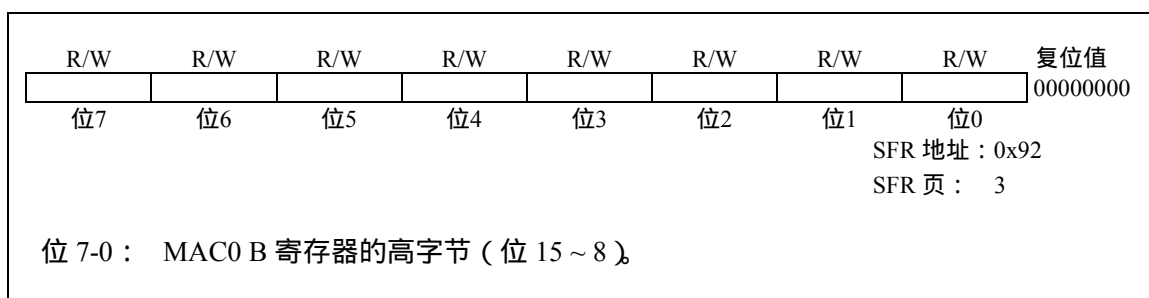 R/W R/W R/W R/W R/W R/W R/W R/W 复位值
00000000
位7 位6 位5 位4 位3 位2 位1 位0
SFR 地址：0x92
SFR 页： 3
位 7-0： MAC0 B 寄存器的高字节（位 15 ~ 8）。